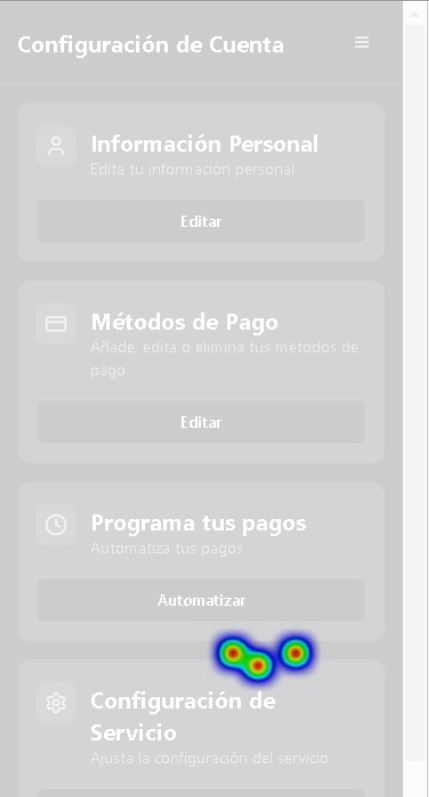 Configuración de Cuenta
Información Personal
Edita tu información personal
Editar
Métodos de Pago
Añade, edita o elimina tus métodos de
pago
Editar
Programa tus pagos
Automatiza tus pagos
Automatizar
Configuración de
Servicio
Ajusta la configuración del servicio